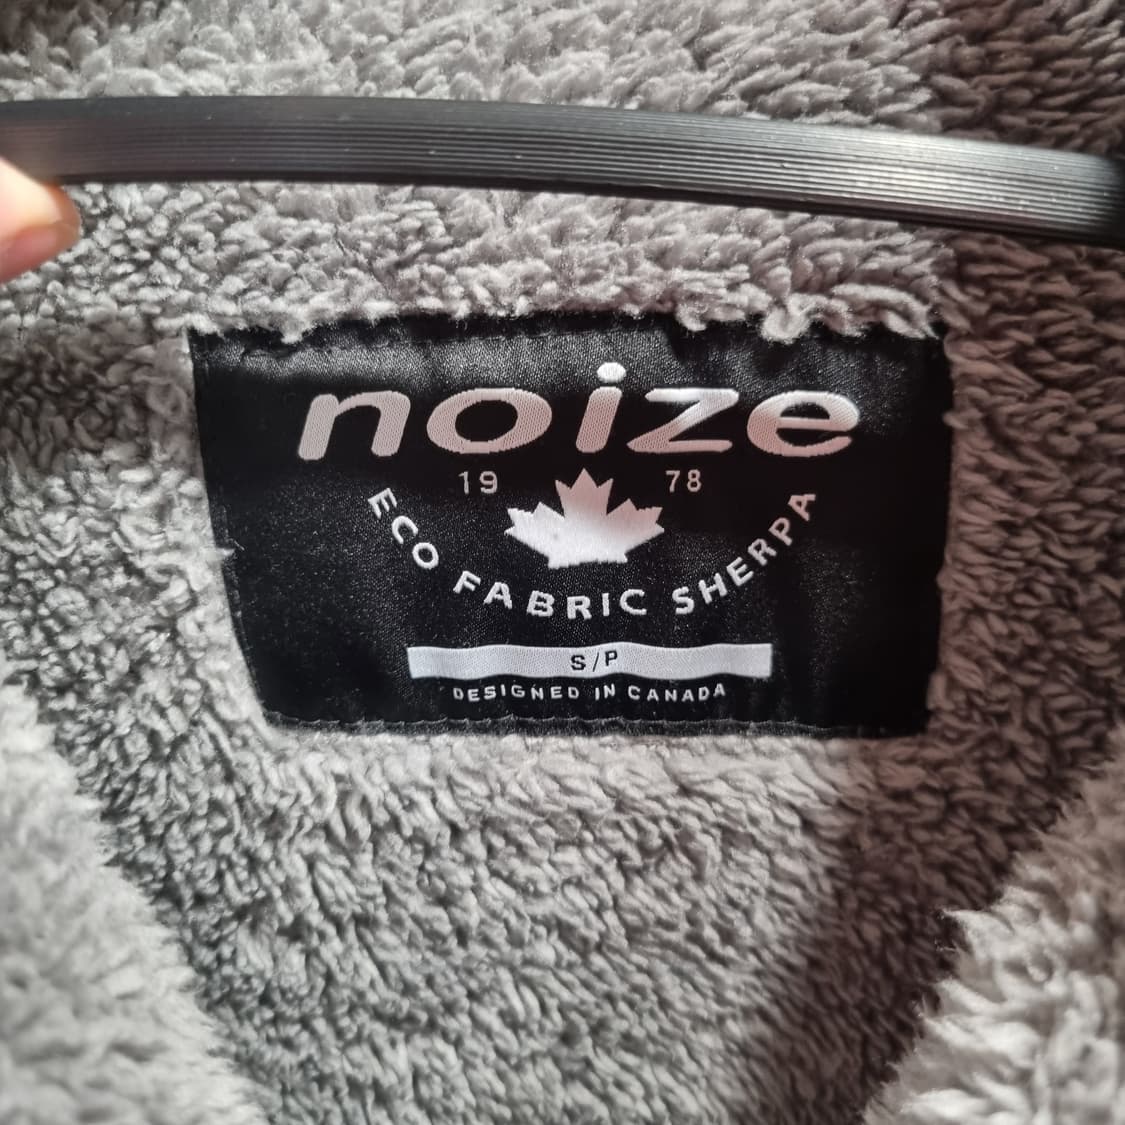 noize
19 78
ECO FABRIC SHERPA
S/P
DESIGNED IN CANADA